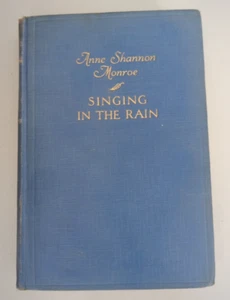 Anne Shannon
Monroe
SINGING
IN THE RAIN